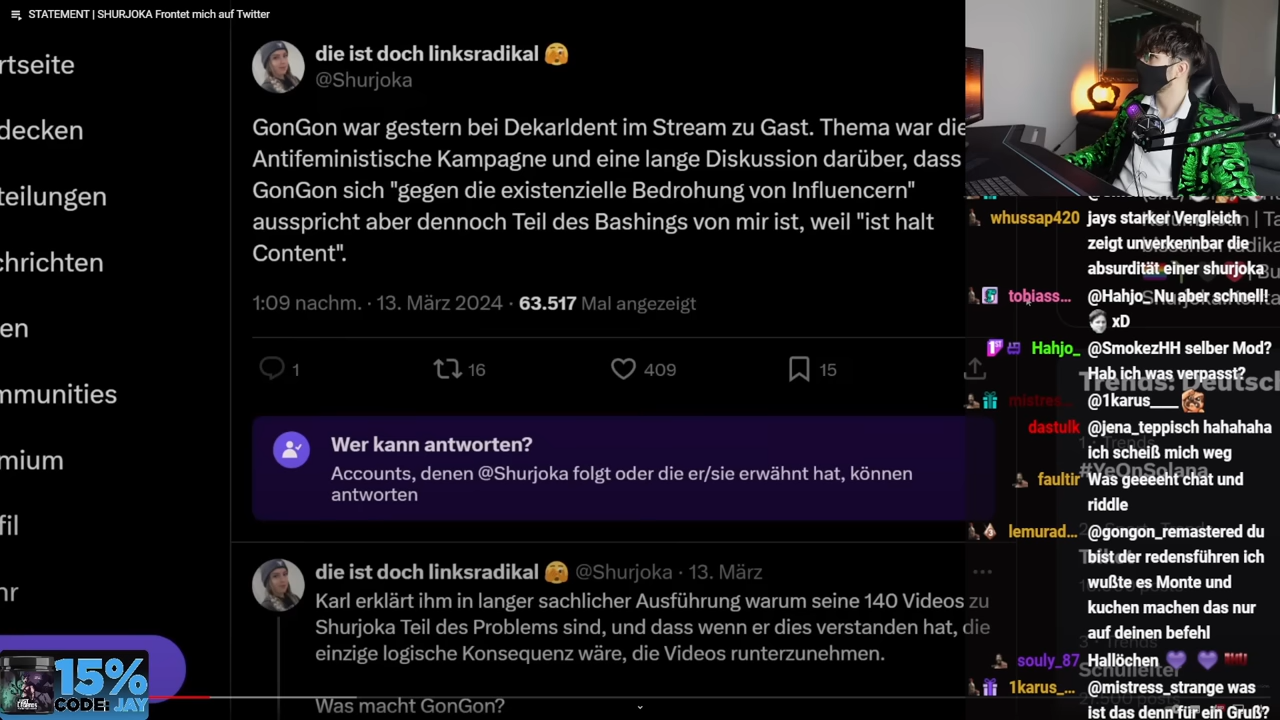 STATEMENT | SHURJOKA Frontet mich auf Twitter
rtseite
decken
teilungen
chrichten
en
mmunities
mium
fil
hr
die ist doch linksradikal
@Shurjoka
GonGon war gestern bei Dekarldent im Stream zu Gast. Thema war die
Antifeministische Kampagne und eine lange Diskussion darüber, dass
GonGon sich "gegen die existenzielle Bedrohung von Influencern"
ausspricht aber dennoch Teil des Bashings von mir ist, weil "ist halt
Content".
1:09 nachm. · 13. März 2024 · 63.517 Mal angezeigt
1 16 409 15
Wer kann antworten?
Accounts, denen @Shurjoka folgt oder die er/sie erwähnt hat, können
antworten
die ist doch linksradikal @Shurjoka · 13. März
Karl erklärt ihm in langer sachlicher Ausführung warum seine 140 Videos zu
Shurjoka Teil des Problems sind, und dass wenn er dies verstanden hat, die
einzige logische Konsequenz wäre, die Videos runterzunehmen.
Was macht GonGon?
whussap420 jays starker Vergleich
zeigt unverkennbar die
absurdität einer shurjoka
tobiass... @Hahjo_ Nu aber schnell!
xD
Hahjo_ @SmokezHH selber Mod?
Hab ich was verpasst?
mistres... @1karus____
dastulk @jena_teppisch hahahaha
ich scheiß mich weg
faultir Was geeeeht chat und
riddle
lemurad... @gongon_remastered du
bist der redensführen ich
wußte es Monte und
kuchen machen das nur
auf deinen befehl
souly_87 Hallöchen
1karus_... @mistress_strange was
ist das denn für ein Gruß?
Trends: Deutsch
#YeOnSolana
Schulleiter
15%
CODE: JAY